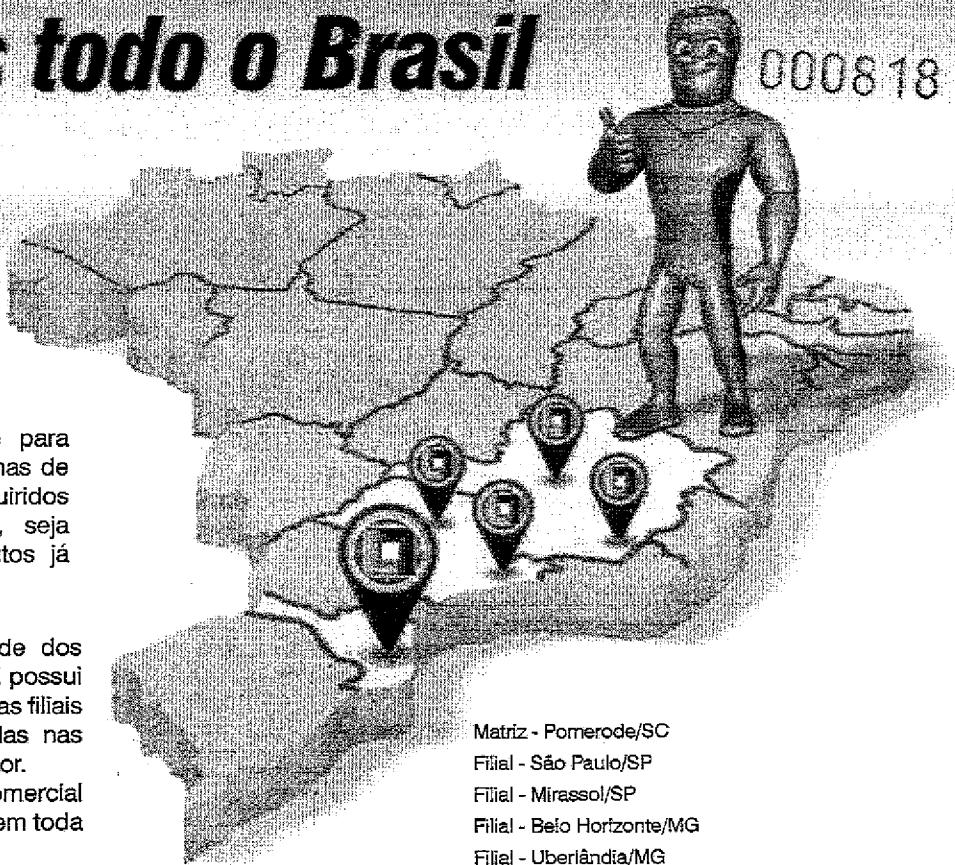 todo o Brasil
000818
para
nas de
uiridos
, seja
tos já
de dos
possui
as filiais
las nas
or.
omercial
em toda
Matriz - Pomerode/SC
Filial - São Paulo/SP
Filial - Mirassol/SP
Filial - Belo Horizonte/MG
Filial - Uberlândia/MG